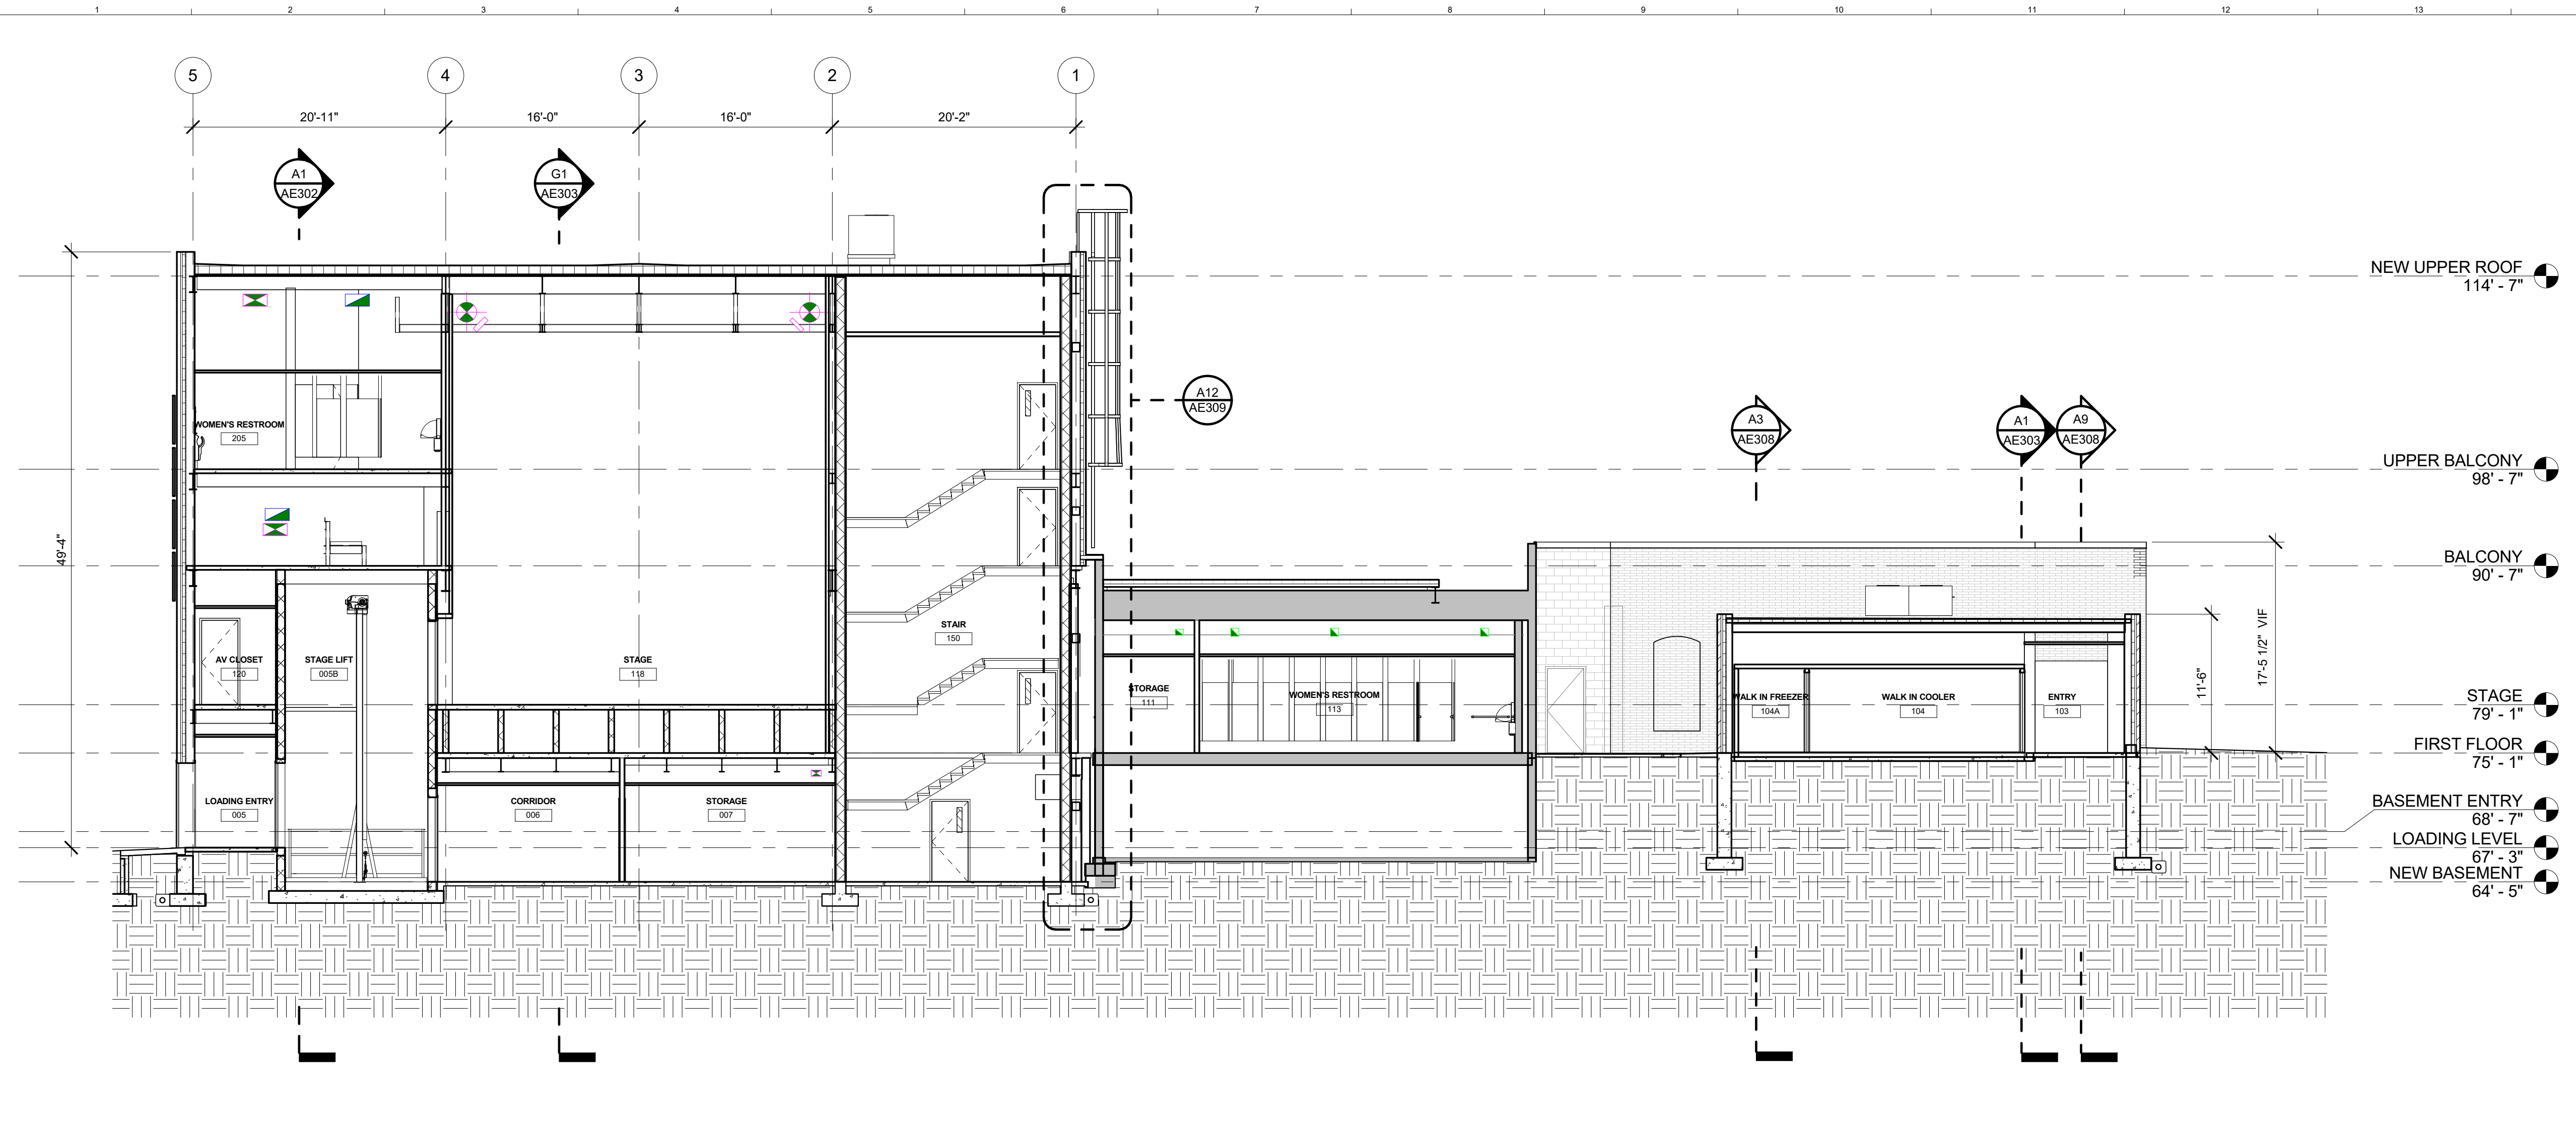 1 2 3 4 5 6 7 8 9 10 11 12 13
5 4 3 2 1
20'-11" 16'-0" 16'-0" 20'-2"
A1
AE302
G1
AE303
NEW UPPER ROOF
114' - 7"
A12
AE309
WOMEN'S RESTROOM
205
A3
AE308
A1
AE303
A9
AE308
UPPER BALCONY
98' - 7"
49'-4"
BALCONY
90' - 7"
STAIR
150
AV CLOSET
120
STAGE LIFT
005B
STAGE
118
STORAGE
111
WOMEN'S RESTROOM
113
WALK IN FREEZER
104A
WALK IN COOLER
104
ENTRY
103
11'-6"
17'-5 1/2" VIF
STAGE
79' - 1"
FIRST FLOOR
75' - 1"
LOADING ENTRY
005
CORRIDOR
006
STORAGE
007
BASEMENT ENTRY
68' - 7"
LOADING LEVEL
67' - 3"
NEW BASEMENT
64' - 5"